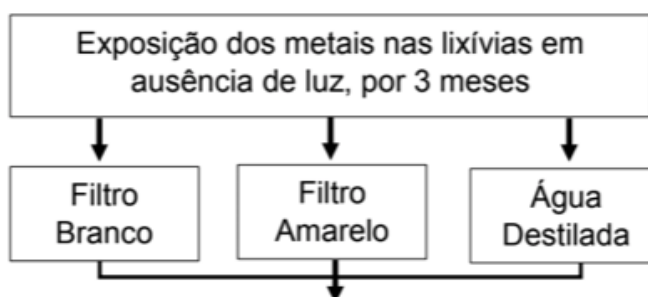 Exposição dos metais nas lixívias em
ausência de luz, por 3 meses
Filtro
Branco
Filtro
Amarelo
Água
Destilada